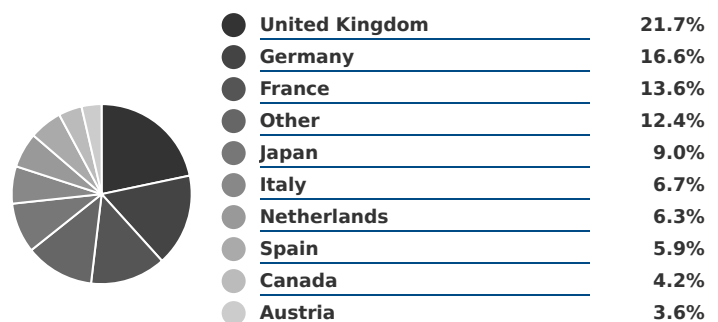 United Kingdom 21.7%
Germany 16.6%
France 13.6%
Other 12.4%
Japan 9.0%
Italy 6.7%
Netherlands 6.3%
Spain 5.9%
Canada 4.2%
Austria 3.6%